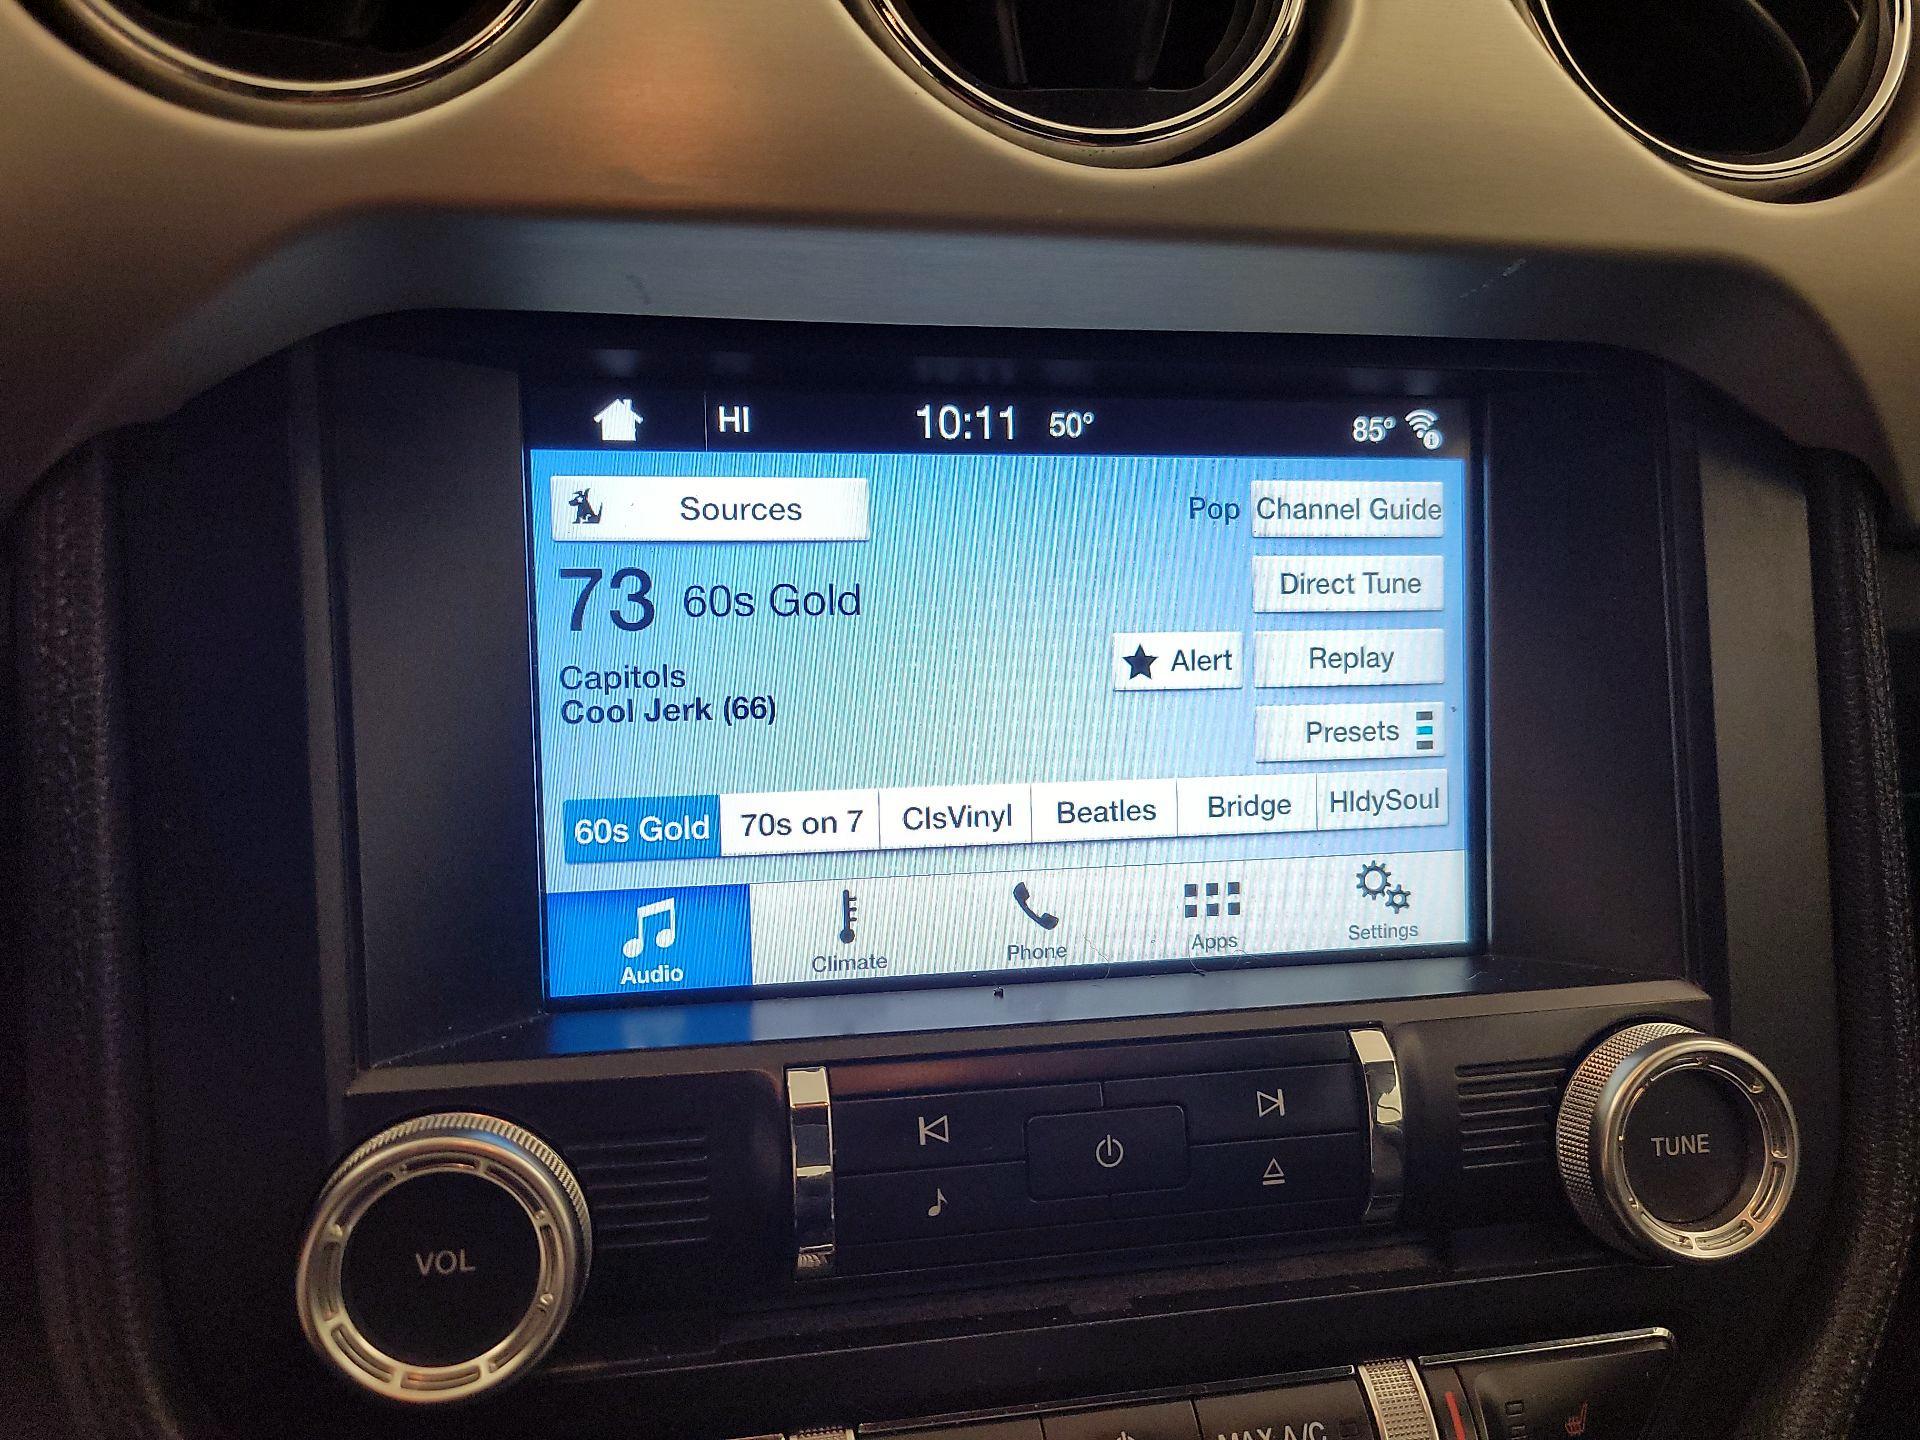 HI 10:11 50° 85°
Sources
Pop Channel Guide
73 60s Gold
Direct Tune
Capitols
Cool Jerk (66)
Alert
Replay
Presets
60s Gold 70s on 7 ClsVinyl Beatles Bridge HldySoul
Audio Climate Phone Apps Settings
VOL
TUNE
MAX A/C